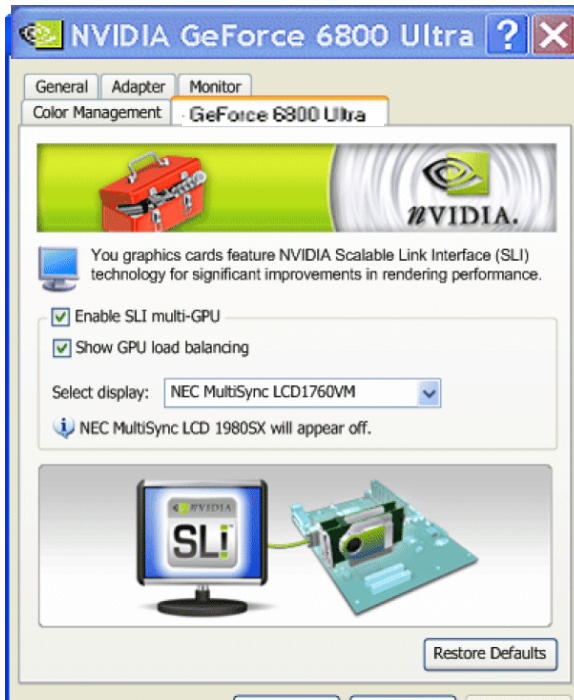 NVIDIA GeForce 6800 Ultra
General Adapter Monitor
Color Management GeForce 6800 Ultra
nVIDIA.
You graphics cards feature NVIDIA Scalable Link Interface (SLI)
technology for significant improvements in rendering performance.
Enable SLI multi-GPU
Show GPU load balancing
Select display: NEC MultiSync LCD1760VM
NEC MultiSync LCD 1980SX will appear off.
nVIDIA
SLI
Restore Defaults